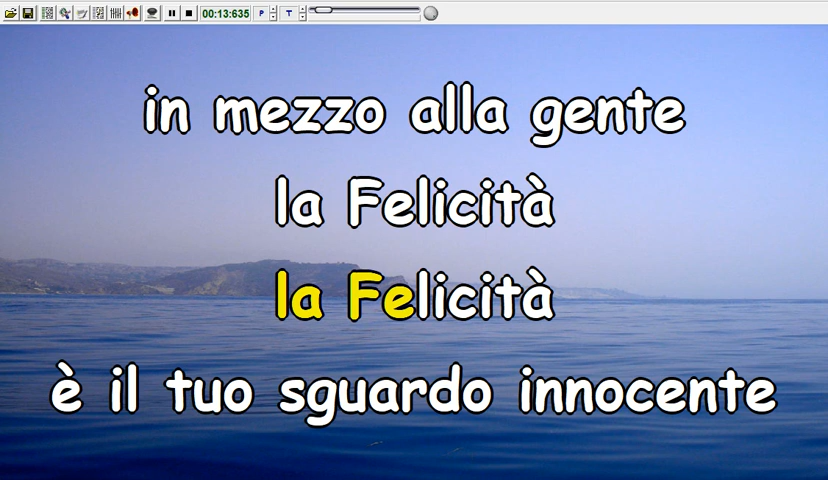 00:13:635 P T
in mezzo alla gente
la Felicità
la Felicità
è il tuo sguardo innocente